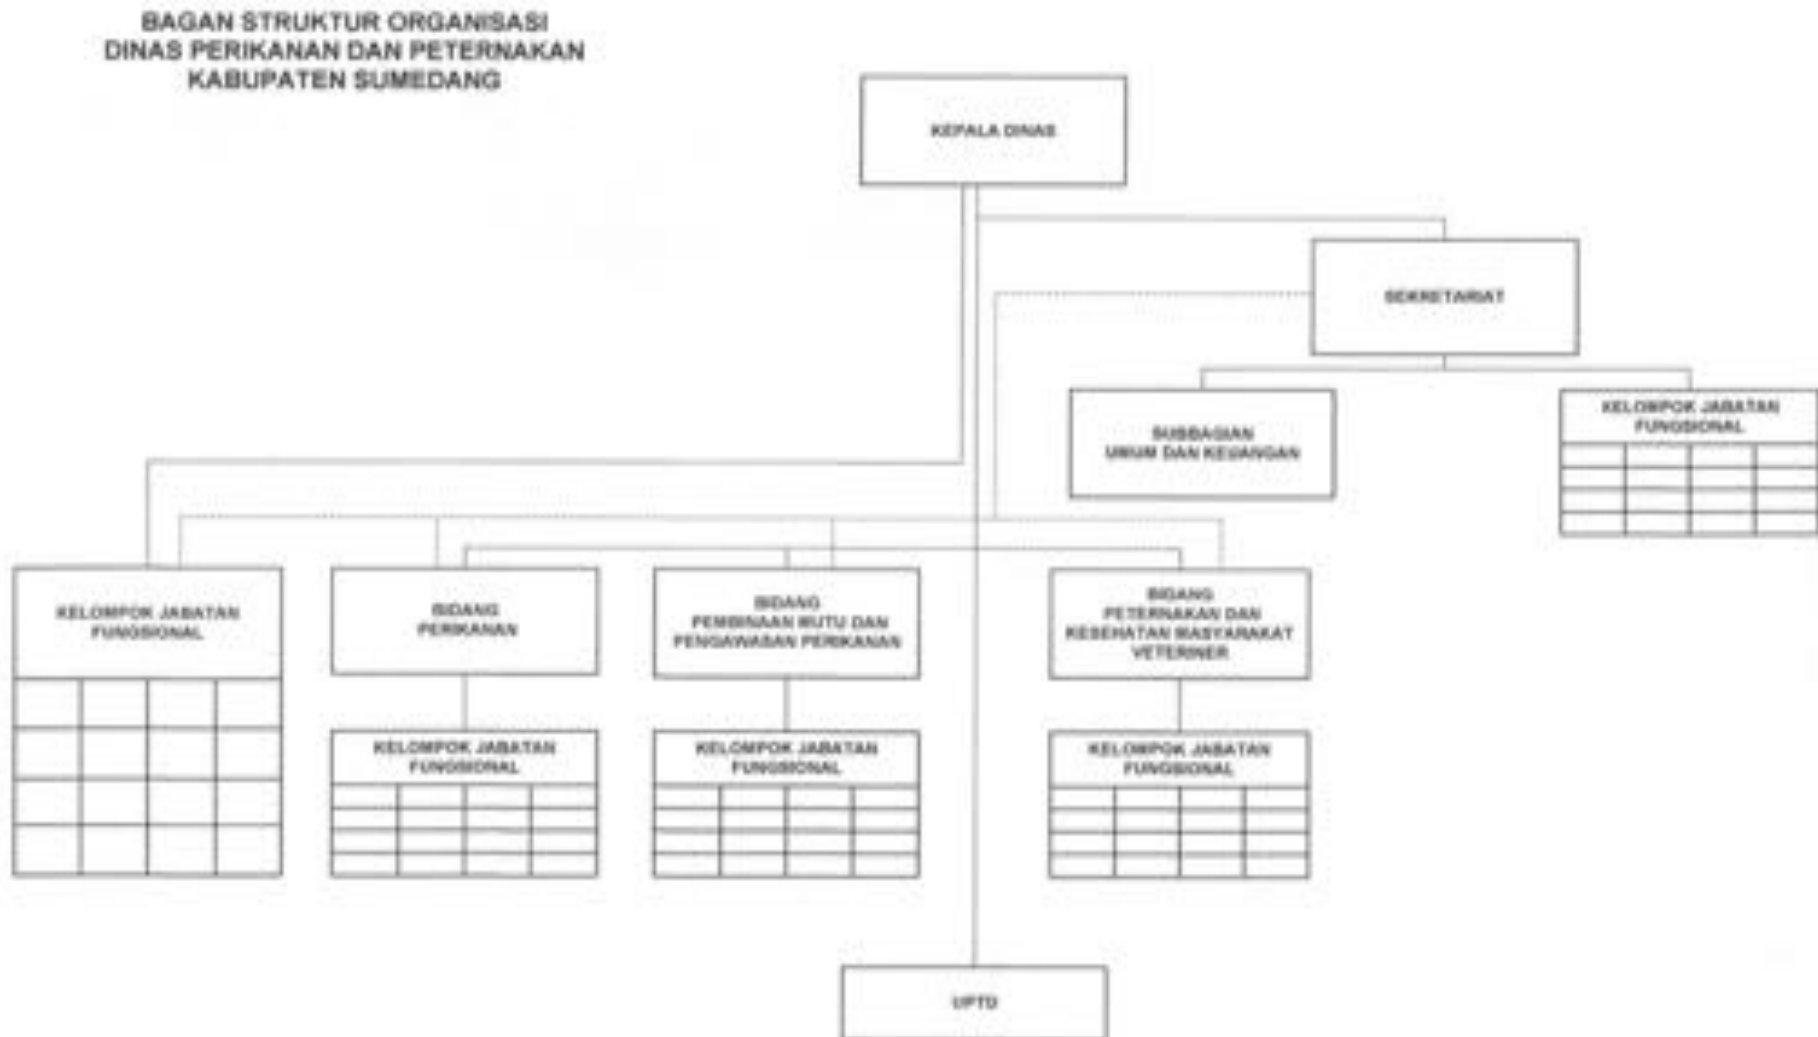 BAGAN STRUKTUR ORGANISASI
DINAS PERIKANAN DAN PETERNAKAN
KABUPATEN SUMEDANG
KEPALA DINAS
SEKRETARIAT
SUBBAGIAN
UMUM DAN KEUANGAN
KELOMPOK JABATAN
FUNGSIONAL
KELOMPOK JABATAN
FUNGSIONAL
BIDANG
PERIKANAN
BIDANG
PEMBINAAN MUTU DAN
PENGAWASAN PERIKANAN
BIDANG
PETERNAKAN DAN
KESEHATAN MASYARAKAT
VETERINER
KELOMPOK JABATAN
FUNGSIONAL
KELOMPOK JABATAN
FUNGSIONAL
KELOMPOK JABATAN
FUNGSIONAL
UPTD